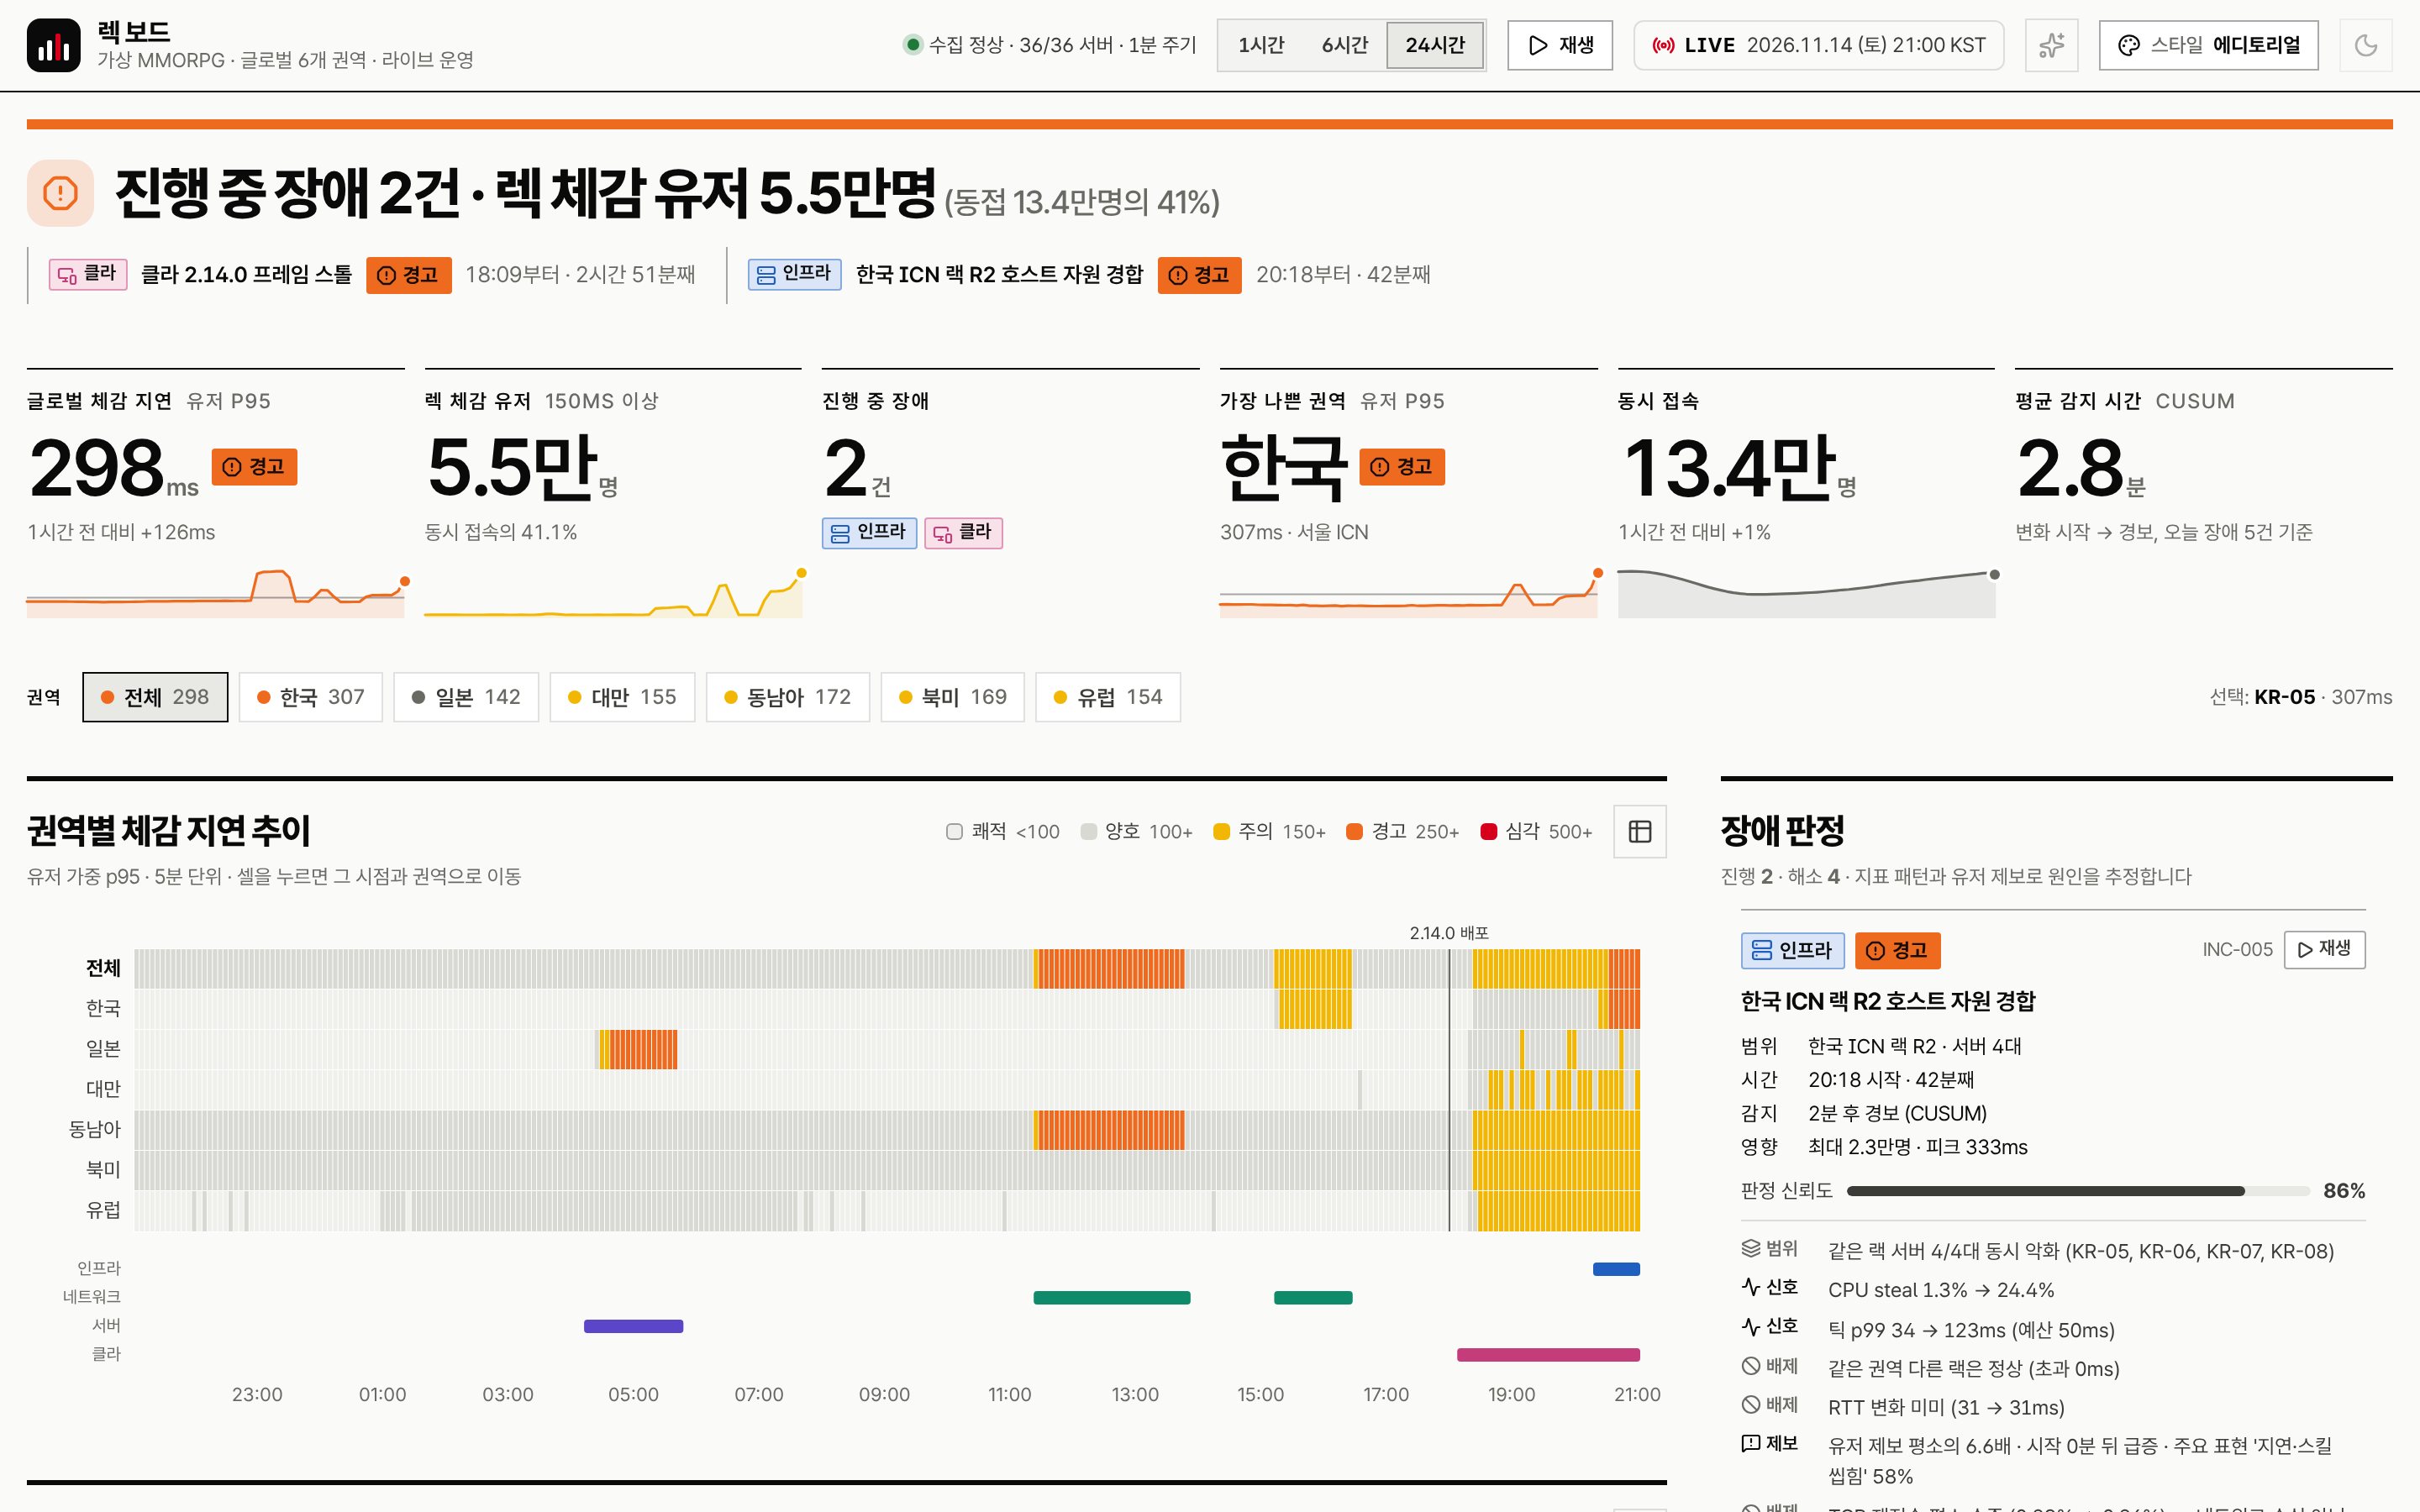 렉 보드
가상 MMORPG · 글로벌 6개 권역 · 라이브 운영
수집 정상 · 36/36 서버 · 1분 주기
1시간 6시간 24시간
재생
LIVE 2026.11.14 (토) 21:00 KST
스타일 에디토리얼
진행 중 장애 2건 · 렉 체감 유저 5.5만명 (동접 13.4만명의 41%)
클라 클라 2.14.0 프레임 스톨 경고 18:09부터 · 2시간 51분째
인프라 한국 ICN 랙 R2 호스트 자원 경합 경고 20:18부터 · 42분째
글로벌 체감 지연 유저 P95
298ms 경고
1시간 전 대비 +126ms
렉 체감 유저 150MS 이상
5.5만명
동시 접속의 41.1%
진행 중 장애
2건
인프라 클라
가장 나쁜 권역 유저 P95
한국 경고
307ms · 서울 ICN
동시 접속
13.4만명
1시간 전 대비 +1%
평균 감지 시간 CUSUM
2.8분
변화 시작 → 경보, 오늘 장애 5건 기준
권역 전체 298 한국 307 일본 142 대만 155 동남아 172 북미 169 유럽 154
선택: KR-05 · 307ms
권역별 체감 지연 추이
쾌적 <100 양호 100+ 주의 150+ 경고 250+ 심각 500+
유저 가중 p95 · 5분 단위 · 셀을 누르면 그 시점과 권역으로 이동
2.14.0 배포
전체
한국
일본
대만
동남아
북미
유럽
인프라
네트워크
서버
클라
23:00 01:00 03:00 05:00 07:00 09:00 11:00 13:00 15:00 17:00 19:00 21:00
장애 판정
진행 2 · 해소 4 · 지표 패턴과 유저 제보로 원인을 추정합니다
인프라 경고 INC-005 재생
한국 ICN 랙 R2 호스트 자원 경합
범위 한국 ICN 랙 R2 · 서버 4대
시간 20:18 시작 · 42분째
감지 2분 후 경보 (CUSUM)
영향 최대 2.3만명 · 피크 333ms
판정 신뢰도 86%
범위 같은 랙 서버 4/4대 동시 악화 (KR-05, KR-06, KR-07, KR-08)
신호 CPU steal 1.3% → 24.4%
신호 틱 p99 34 → 123ms (예산 50ms)
배제 같은 권역 다른 랙은 정상 (초과 0ms)
배제 RTT 변화 미미 (31 → 31ms)
제보 유저 제보 평소의 6.6배 · 시작 0분 뒤 급증 · 주요 표현 '지연·스킬
씹힘' 58%